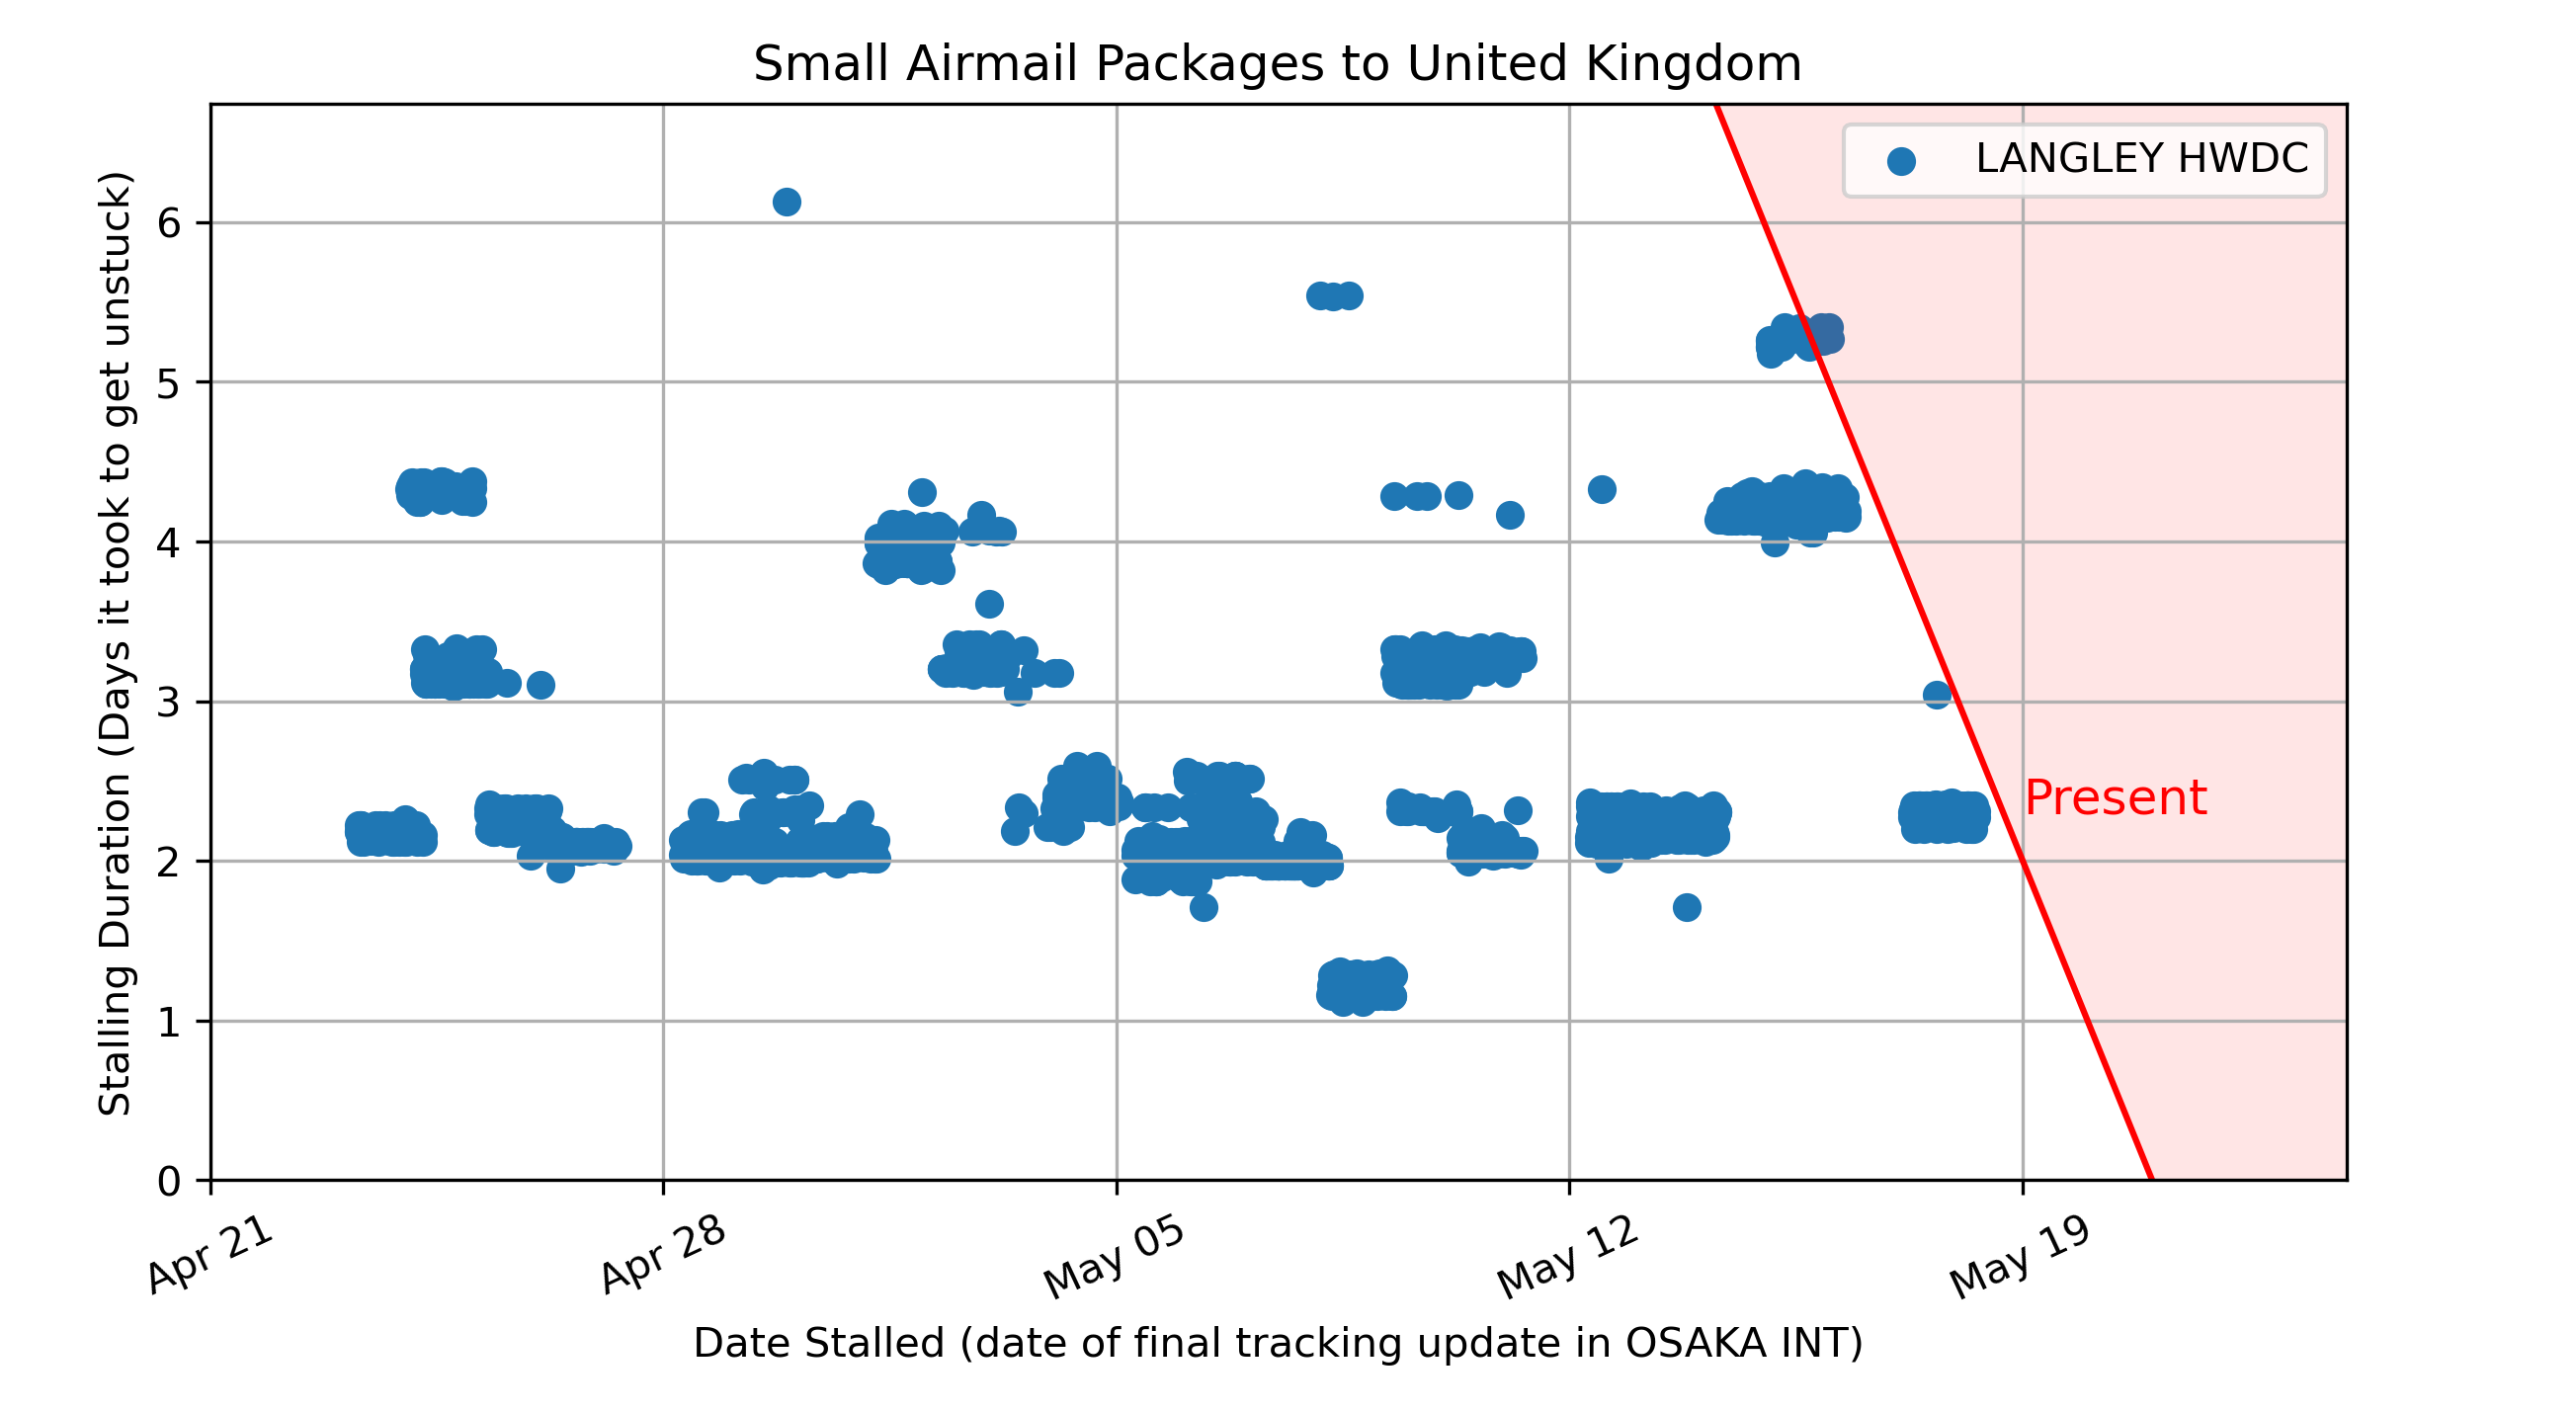 Small Airmail Packages to United Kingdom
LANGLEY HWDC
Stalling Duration (Days it took to get unstuck)
6
5
4
3
2
1
0
Present
Apr 21
Apr 28
May 05
May 12
May 19
Date Stalled (date of final tracking update in OSAKA INT)